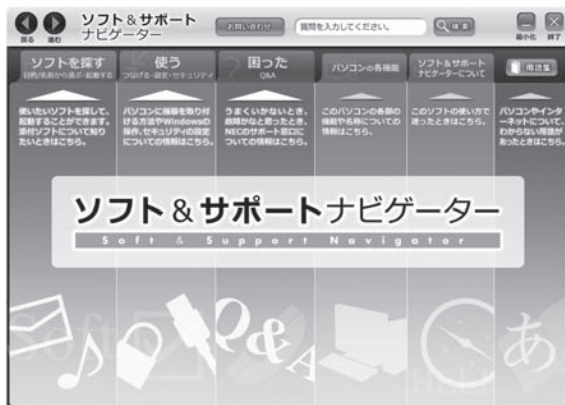 戻る 進む
ソフト&サポート
ナビゲーター
お問い合わせ
質問を入力してください。
検索
最小化 終了
ソフトを探す
目的/名前から選ぶ・起動する
使う
つなげる・設定・セキュリティ
困った
Q&A
パソコンの各機能
ソフト&サポート
ナビゲーターについて
用語集
使いたいソフトを探して、
起動することができます。
添付ソフトについて知り
たいときはこちら。
パソコンに機器を取り付
ける方法やWindowsの
操作、セキュリティの設定
についての情報はこちら。
うまくいかないとき、
故障かなと思ったとき、
NECのサポート窓口に
ついての情報はこちら。
このパソコンの各部の
機能や名称についての
情報はこちら。
このソフトの使い方で
迷ったときはこちら。
パソコンやインタ
ーネットについて、
わからない用語が
あったときはこちら。
ソフト&サポートナビゲーター
Soft & Support Navigator
Soft
Q&A
HELP
あ